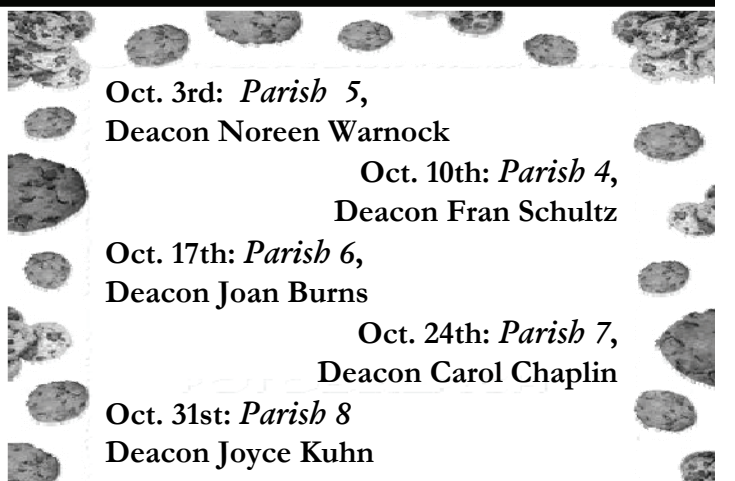 Oct. 3rd: Parish 5,
Deacon Noreen Warnock
Oct. 10th: Parish 4,
Deacon Fran Schultz
Oct. 17th: Parish 6,
Deacon Joan Burns
Oct. 24th: Parish 7,
Deacon Carol Chaplin
Oct. 31st: Parish 8
Deacon Joyce Kuhn